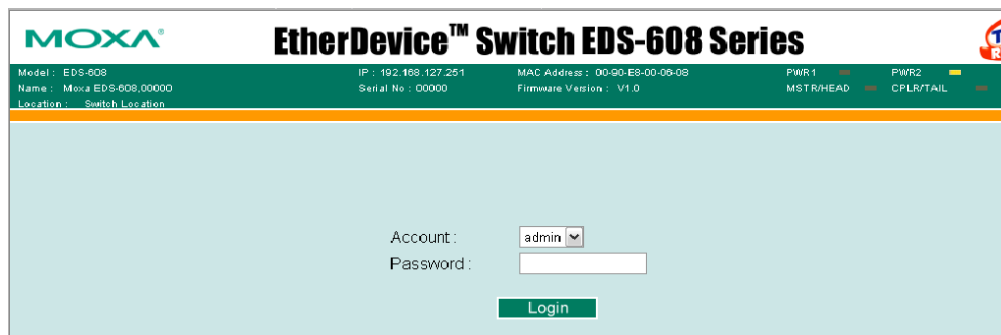 MOXA® EtherDevice™ Switch EDS-608 Series
Model : EDS-608 IP : 192.168.127.251 MAC Address : 00-90-E8-00-06-08 PWR1 PWR2
Name : Moxa EDS-608,00000 Serial No : 00000 Firmware Version : V1.0 MSTR/HEAD CPLR/TAIL
Location : Switch Location
Account : admin
Password :
Login